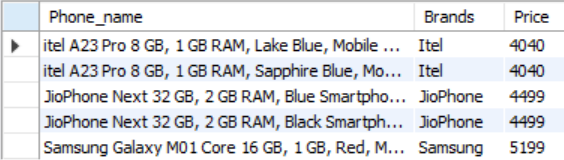 Phone_name Brands Price
itel A23 Pro 8 GB, 1 GB RAM, Lake Blue, Mobile ... Itel 4040
itel A23 Pro 8 GB, 1 GB RAM, Sapphire Blue, Mo... Itel 4040
JioPhone Next 32 GB, 2 GB RAM, Blue Smartpho... JioPhone 4499
JioPhone Next 32 GB, 2 GB RAM, Black Smartph... JioPhone 4499
Samsung Galaxy M01 Core 16 GB, 1 GB, Red, M... Samsung 5199